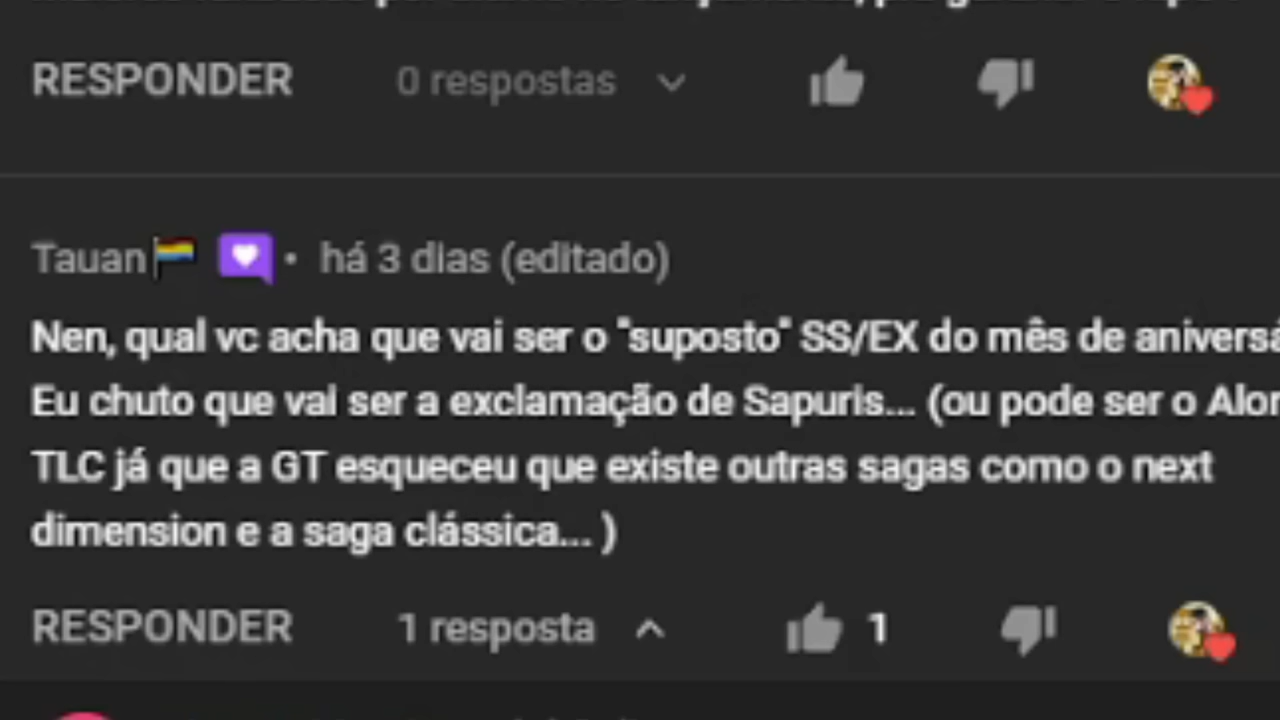 RESPONDER 0 respostas
Tauan • há 3 dias (editado)
Nen, qual vc acha que vai ser o "suposto" SS/EX do mês de
Eu chuto que vai ser a exclamação de Sapuris... (ou pode ser o
TLC já que a GT esqueceu que existe outras sagas como o next
dimension e a saga clássica... )
RESPONDER 1 resposta 1